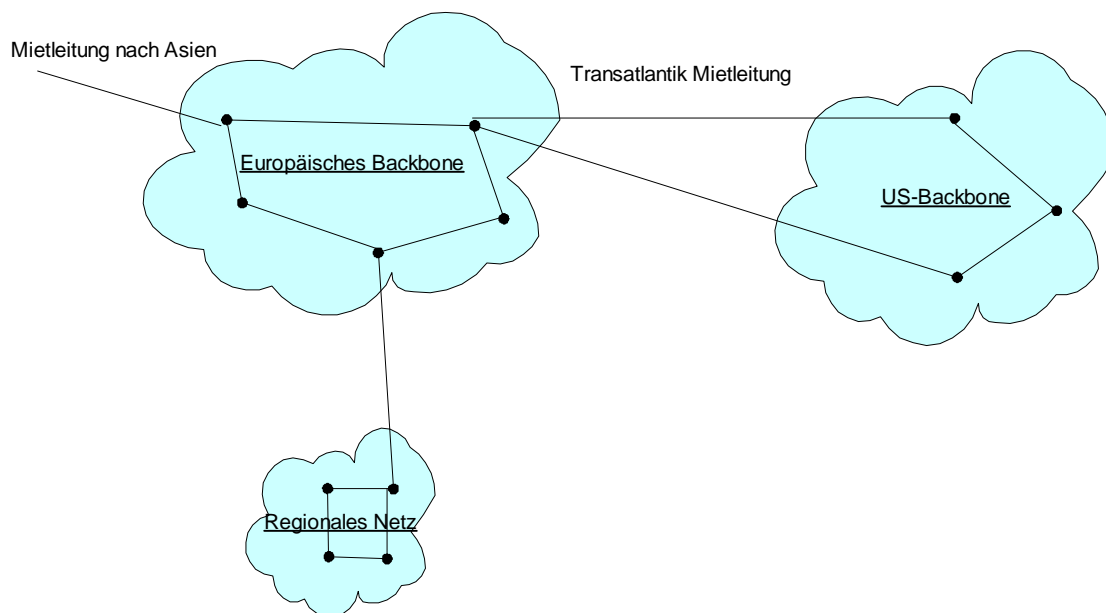 Mietleitung nach Asien
Transatlantik Mietleitung
Europäisches Backbone
US-Backbone
Regionales Netz